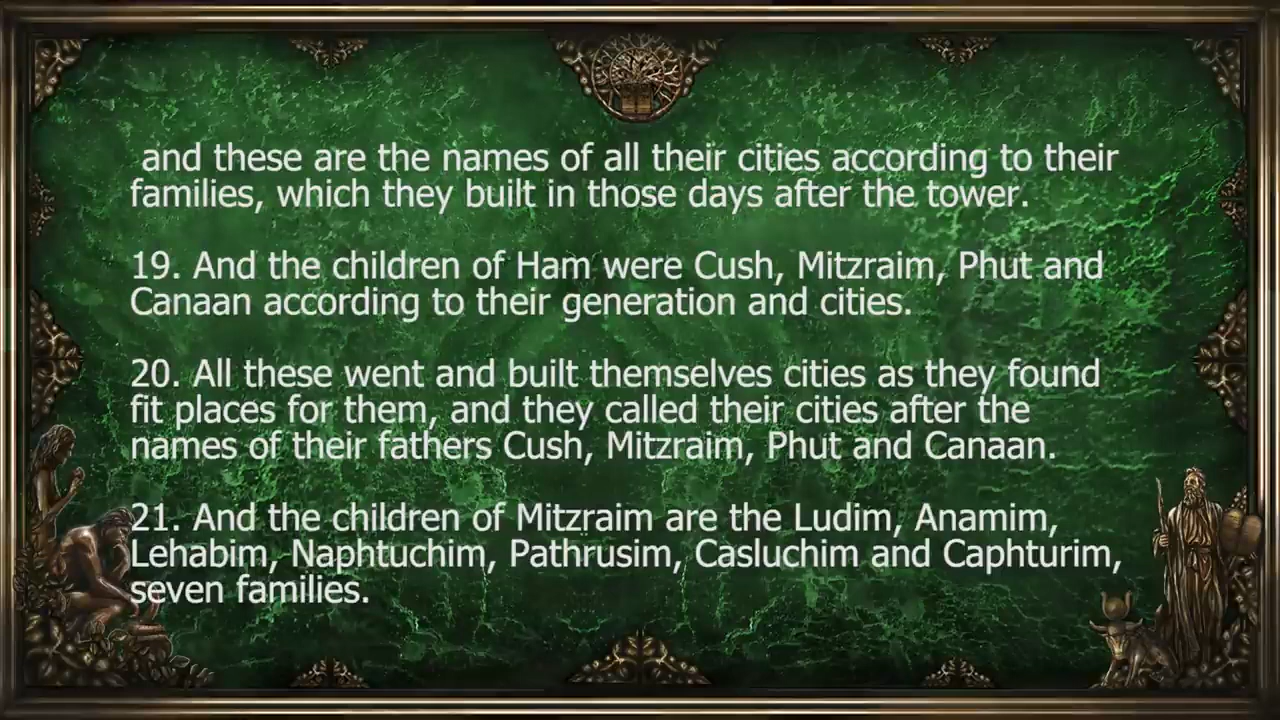 and these are the names of all their cities according to their
families, which they built in those days after the tower.
19. And the children of Ham were Cush, Mitzraim, Phut and
Canaan according to their generation and cities.
20. All these went and built themselves cities as they found
fit places for them, and they called their cities after the
names of their fathers Cush, Mitzraim, Phut and Canaan.
21. And the children of Mitzraim are the Ludim, Anamim,
Lehabim, Naphtuchim, Pathrusim, Casluchim and Caphturim,
seven families.